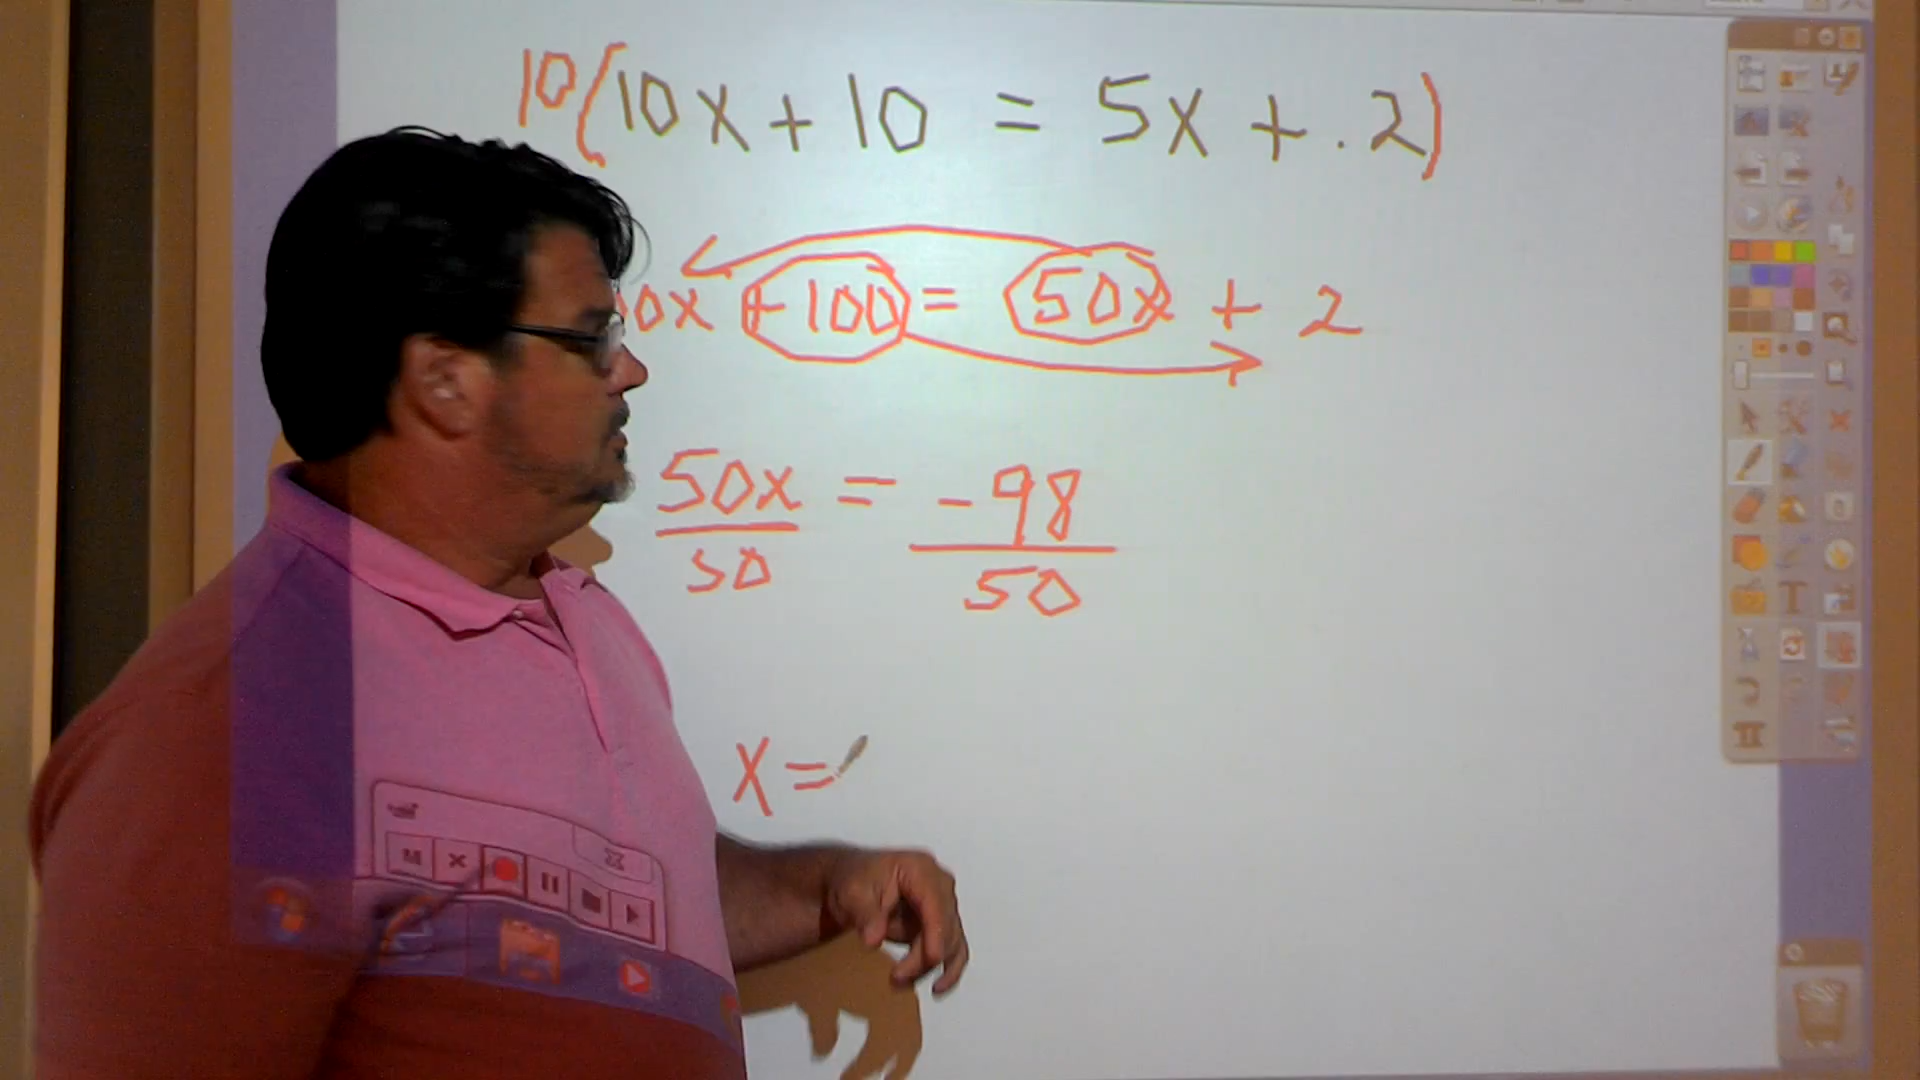 10(10x + 10 = 5x + .2)
0x + 100 = 50x + 2
50x = -98
50 50
x =